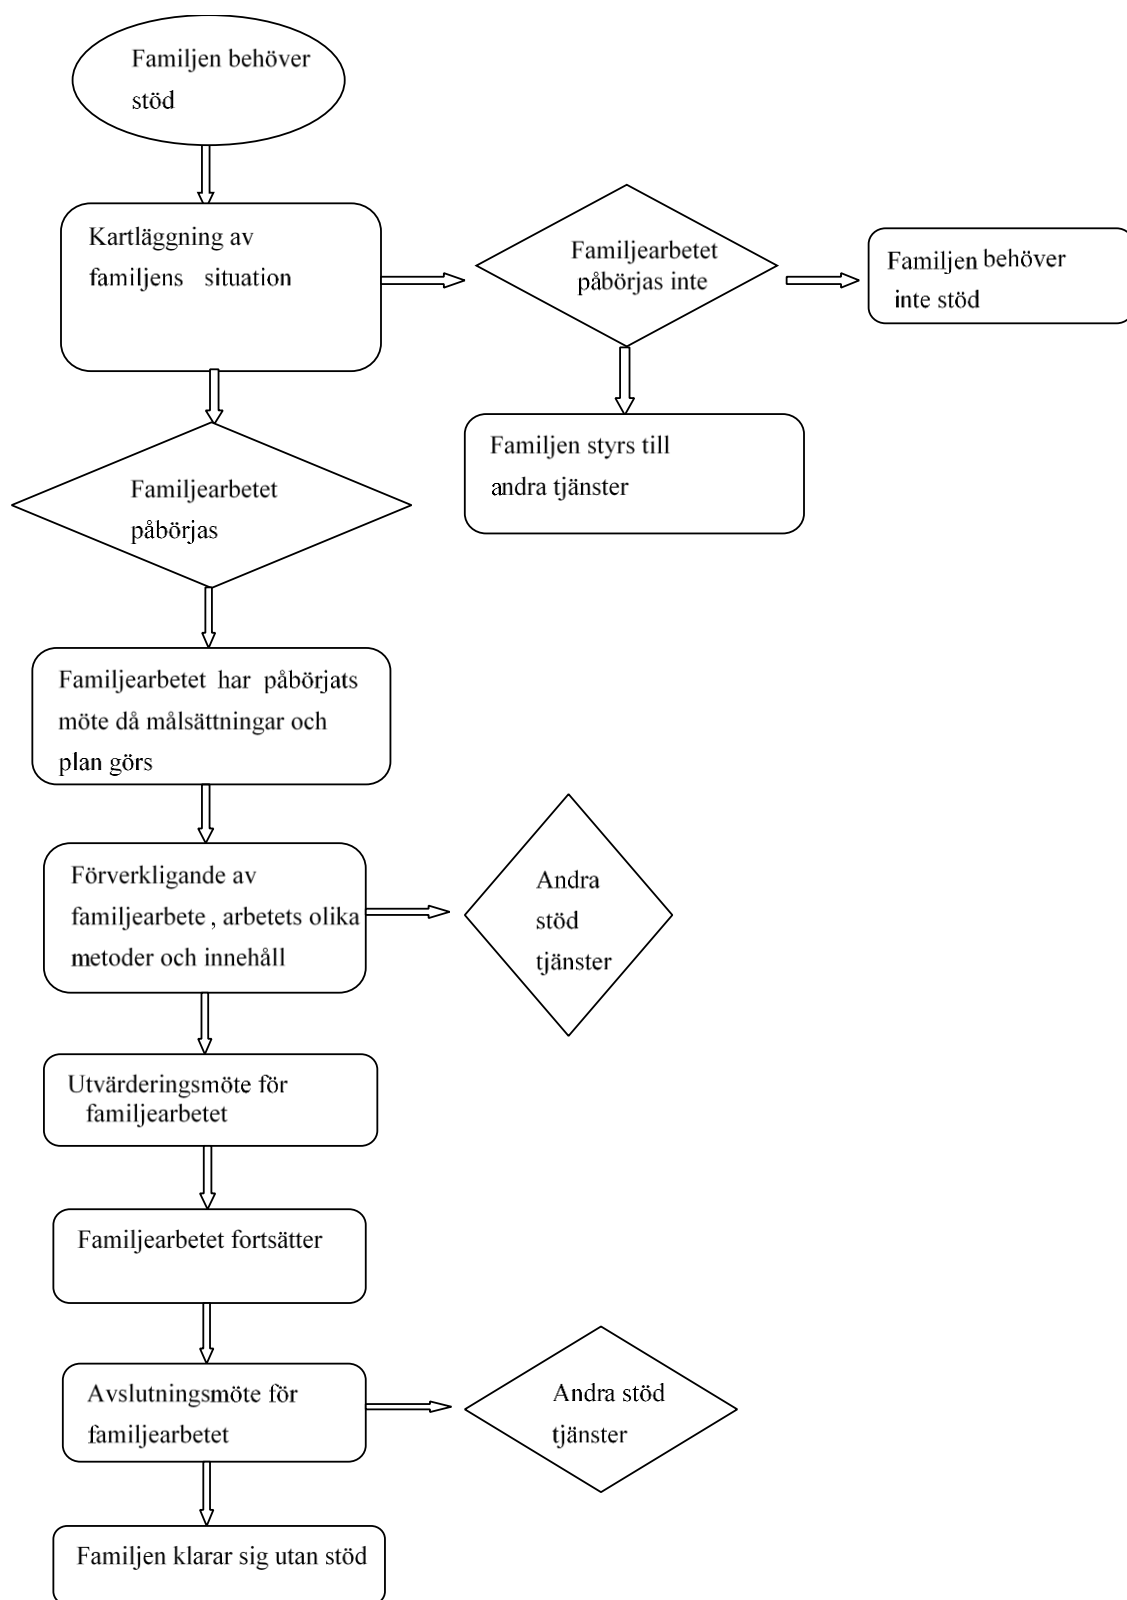 Familjen behöver
stöd
Kartläggning av
familjens situation
Familjearbetet
påbörjas inte
Familjen behöver
inte stöd
Familjen styrs till
andra tjänster
Familjearbetet
påbörjas
Familjearbetet har påbörjats
möte då målsättningar och
plan görs
Förverkligande av
familjearbete, arbetets olika
metoder och innehåll
Andra
stöd
tjänster
Utvärderingsmöte för
familjearbetet
Familjearbetet fortsätter
Avslutningsmöte för
familjearbetet
Andra stöd
tjänster
Familjen klarar sig utan stöd